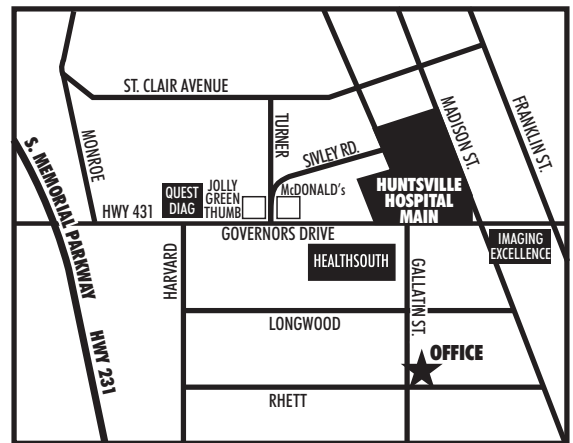 ST. CLAIR AVENUE
S. MEMORIAL PARKWAY
HWY 231
MONROE
TURNER
SIVLEY RD.
MADISON ST.
FRANKLIN ST.
QUEST
DIAG
JOLLY
GREEN
THUMB
McDONALD's
HUNTSVILLE
HOSPITAL
MAIN
HWY 431
GOVERNORS DRIVE
IMAGING
EXCELLENCE
HARVARD
HEALTHSOUTH
GALLATIN ST.
LONGWOOD
OFFICE
RHETT